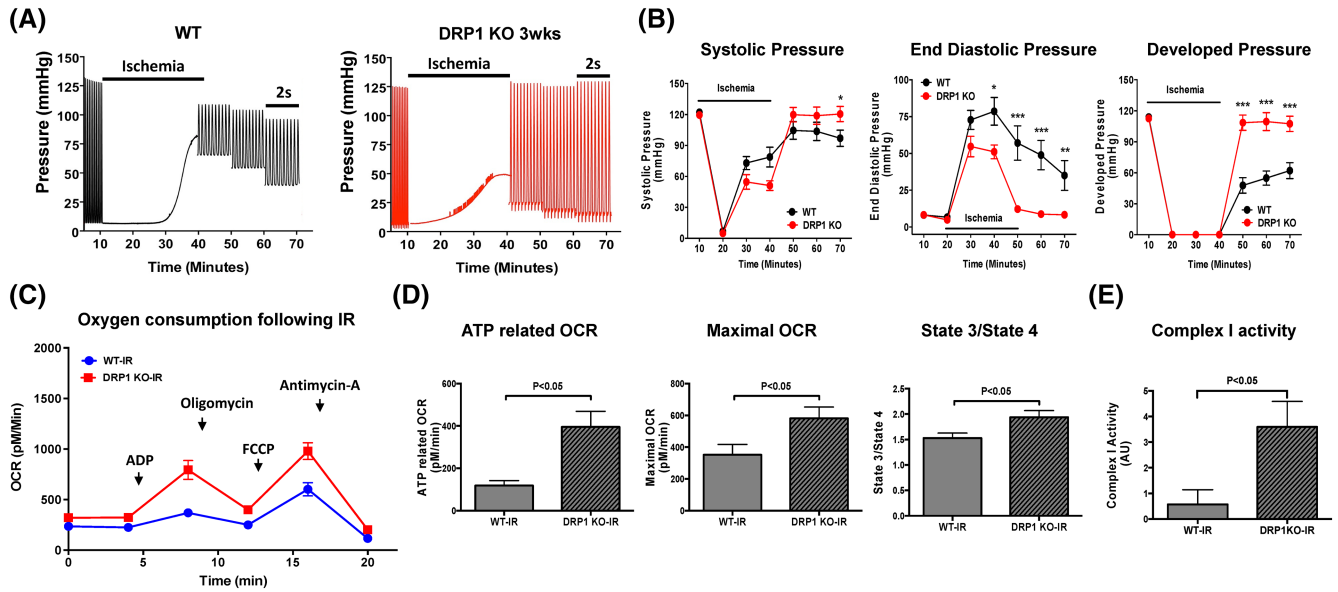 (A)
WT
Pressure (mmHg)
150
125
100
75
50
25
0
Ischemia
2s
10 20 30 40 50 60 70
Time (Minutes)
DRP1 KO 3wks
Pressure (mmHg)
150
125
100
75
50
25
0
Ischemia
2s
10 20 30 40 50 60 70
Time (Minutes)
(B)
Systolic Pressure
Systolic Pressure
(mmHg)
150
120
90
60
30
0
Ischemia
*
WT
DRP1 KO
10 20 30 40 50 60 70
Time (Minutes)
End Diastolic Pressure
End Diastolic Pressure
(mmHg)
100
75
50
25
0
WT
DRP1 KO
*
***
***
**
Ischemia
10 20 30 40 50 60 70
Time (Minutes)
Developed Pressure
Developed Pressure
(mmHg)
150
120
90
60
30
0
Ischemia
*** *** ***
WT
DRP1 KO
10 20 30 40 50 60 70
Time (Minutes)
(C)
Oxygen consumption following IR
OCR (pM/Min)
2000
1500
1000
500
0
WT-IR
DRP1 KO-IR
ADP
Oligomycin
FCCP
Antimycin-A
0 5 10 15 20
Time (min)
(D)
ATP related OCR
ATP related OCR
(pM/min)
600
400
200
0
P<0.05
WT-IR DRP1 KO-IR
Maximal OCR
Maximal OCR
(pM/min)
800
600
400
200
0
P<0.05
WT-IR DRP1 KO-IR
State 3/State 4
State 3/State 4
2.5
2.0
1.5
1.0
0.5
0.0
P<0.05
WT-IR DRP1 KO-IR
(E)
Complex I activity
Complex I Activity
(AU)
5
4
3
2
1
0
P<0.05
WT-IR DRP1KO-IR